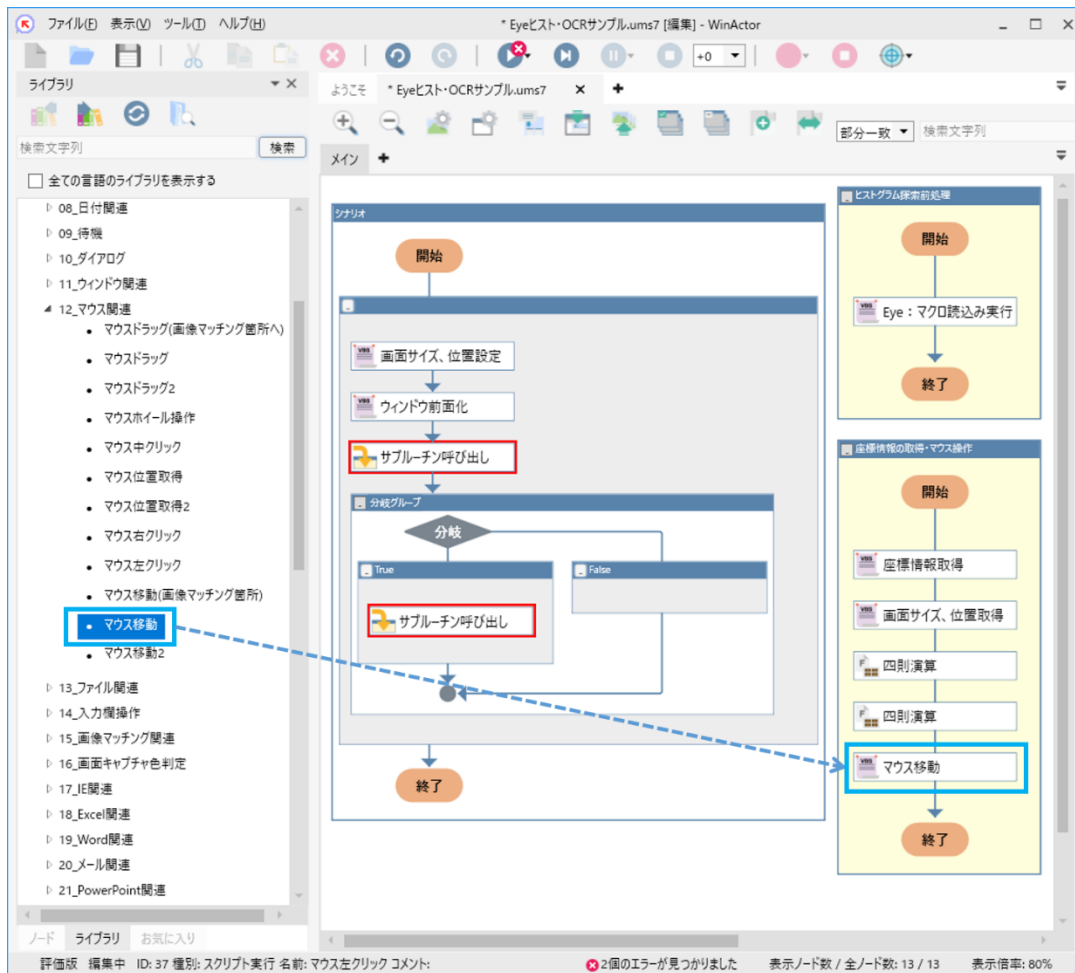 ファイル(F) 表示(V) ツール(T) ヘルプ(H)
* Eyeヒスト・OCRサンプル.ums7 [編集] - WinActor
+0
ライブラリ
ようこそ
* Eyeヒスト・OCRサンプル.ums7
検索文字列
検索
部分一致
検索文字列
メイン
全ての言語のライブラリを表示する
08_日付関連
09_待機
10_ダイアログ
11_ウィンドウ関連
12_マウス関連
マウスドラッグ(画像マッチング箇所へ)
マウスドラッグ
マウスドラッグ2
マウスホイール操作
マウス中クリック
マウス位置取得
マウス位置取得2
マウス右クリック
マウス左クリック
マウス移動(画像マッチング箇所)
マウス移動
マウス移動2
13_ファイル関連
14_入力欄操作
15_画像マッチング関連
16_画面キャプチャ色判定
17_IE関連
18_Excel関連
19_Word関連
20_メール関連
21_PowerPoint関連
ノード ライブラリ お気に入り
シナリオ
開始
画面サイズ、位置設定
ウィンドウ前面化
サブルーチン呼び出し
分岐グループ
分岐
True
False
サブルーチン呼び出し
終了
ヒストグラム探索前処理
開始
Eye：マクロ読込み実行
終了
座標情報の取得・マウス操作
開始
座標情報取得
画面サイズ、位置取得
四則演算
四則演算
マウス移動
終了
評価版 編集中 ID: 37 種別: スクリプト実行 名前: マウス左クリック コメント:
2個のエラーが見つかりました
表示ノード数 / 全ノード数: 13 / 13
表示倍率: 80%